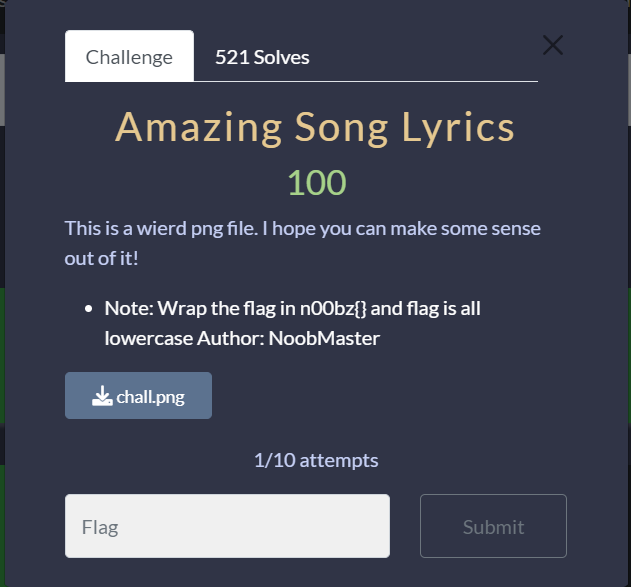 Challenge
521 Solves
Amazing Song Lyrics
100
This is a wierd png file. I hope you can make some sense
out of it!
Note: Wrap the flag in n00bz{} and flag is all
lowercase Author: NoobMaster
chall.png
1/10 attempts
Flag
Submit